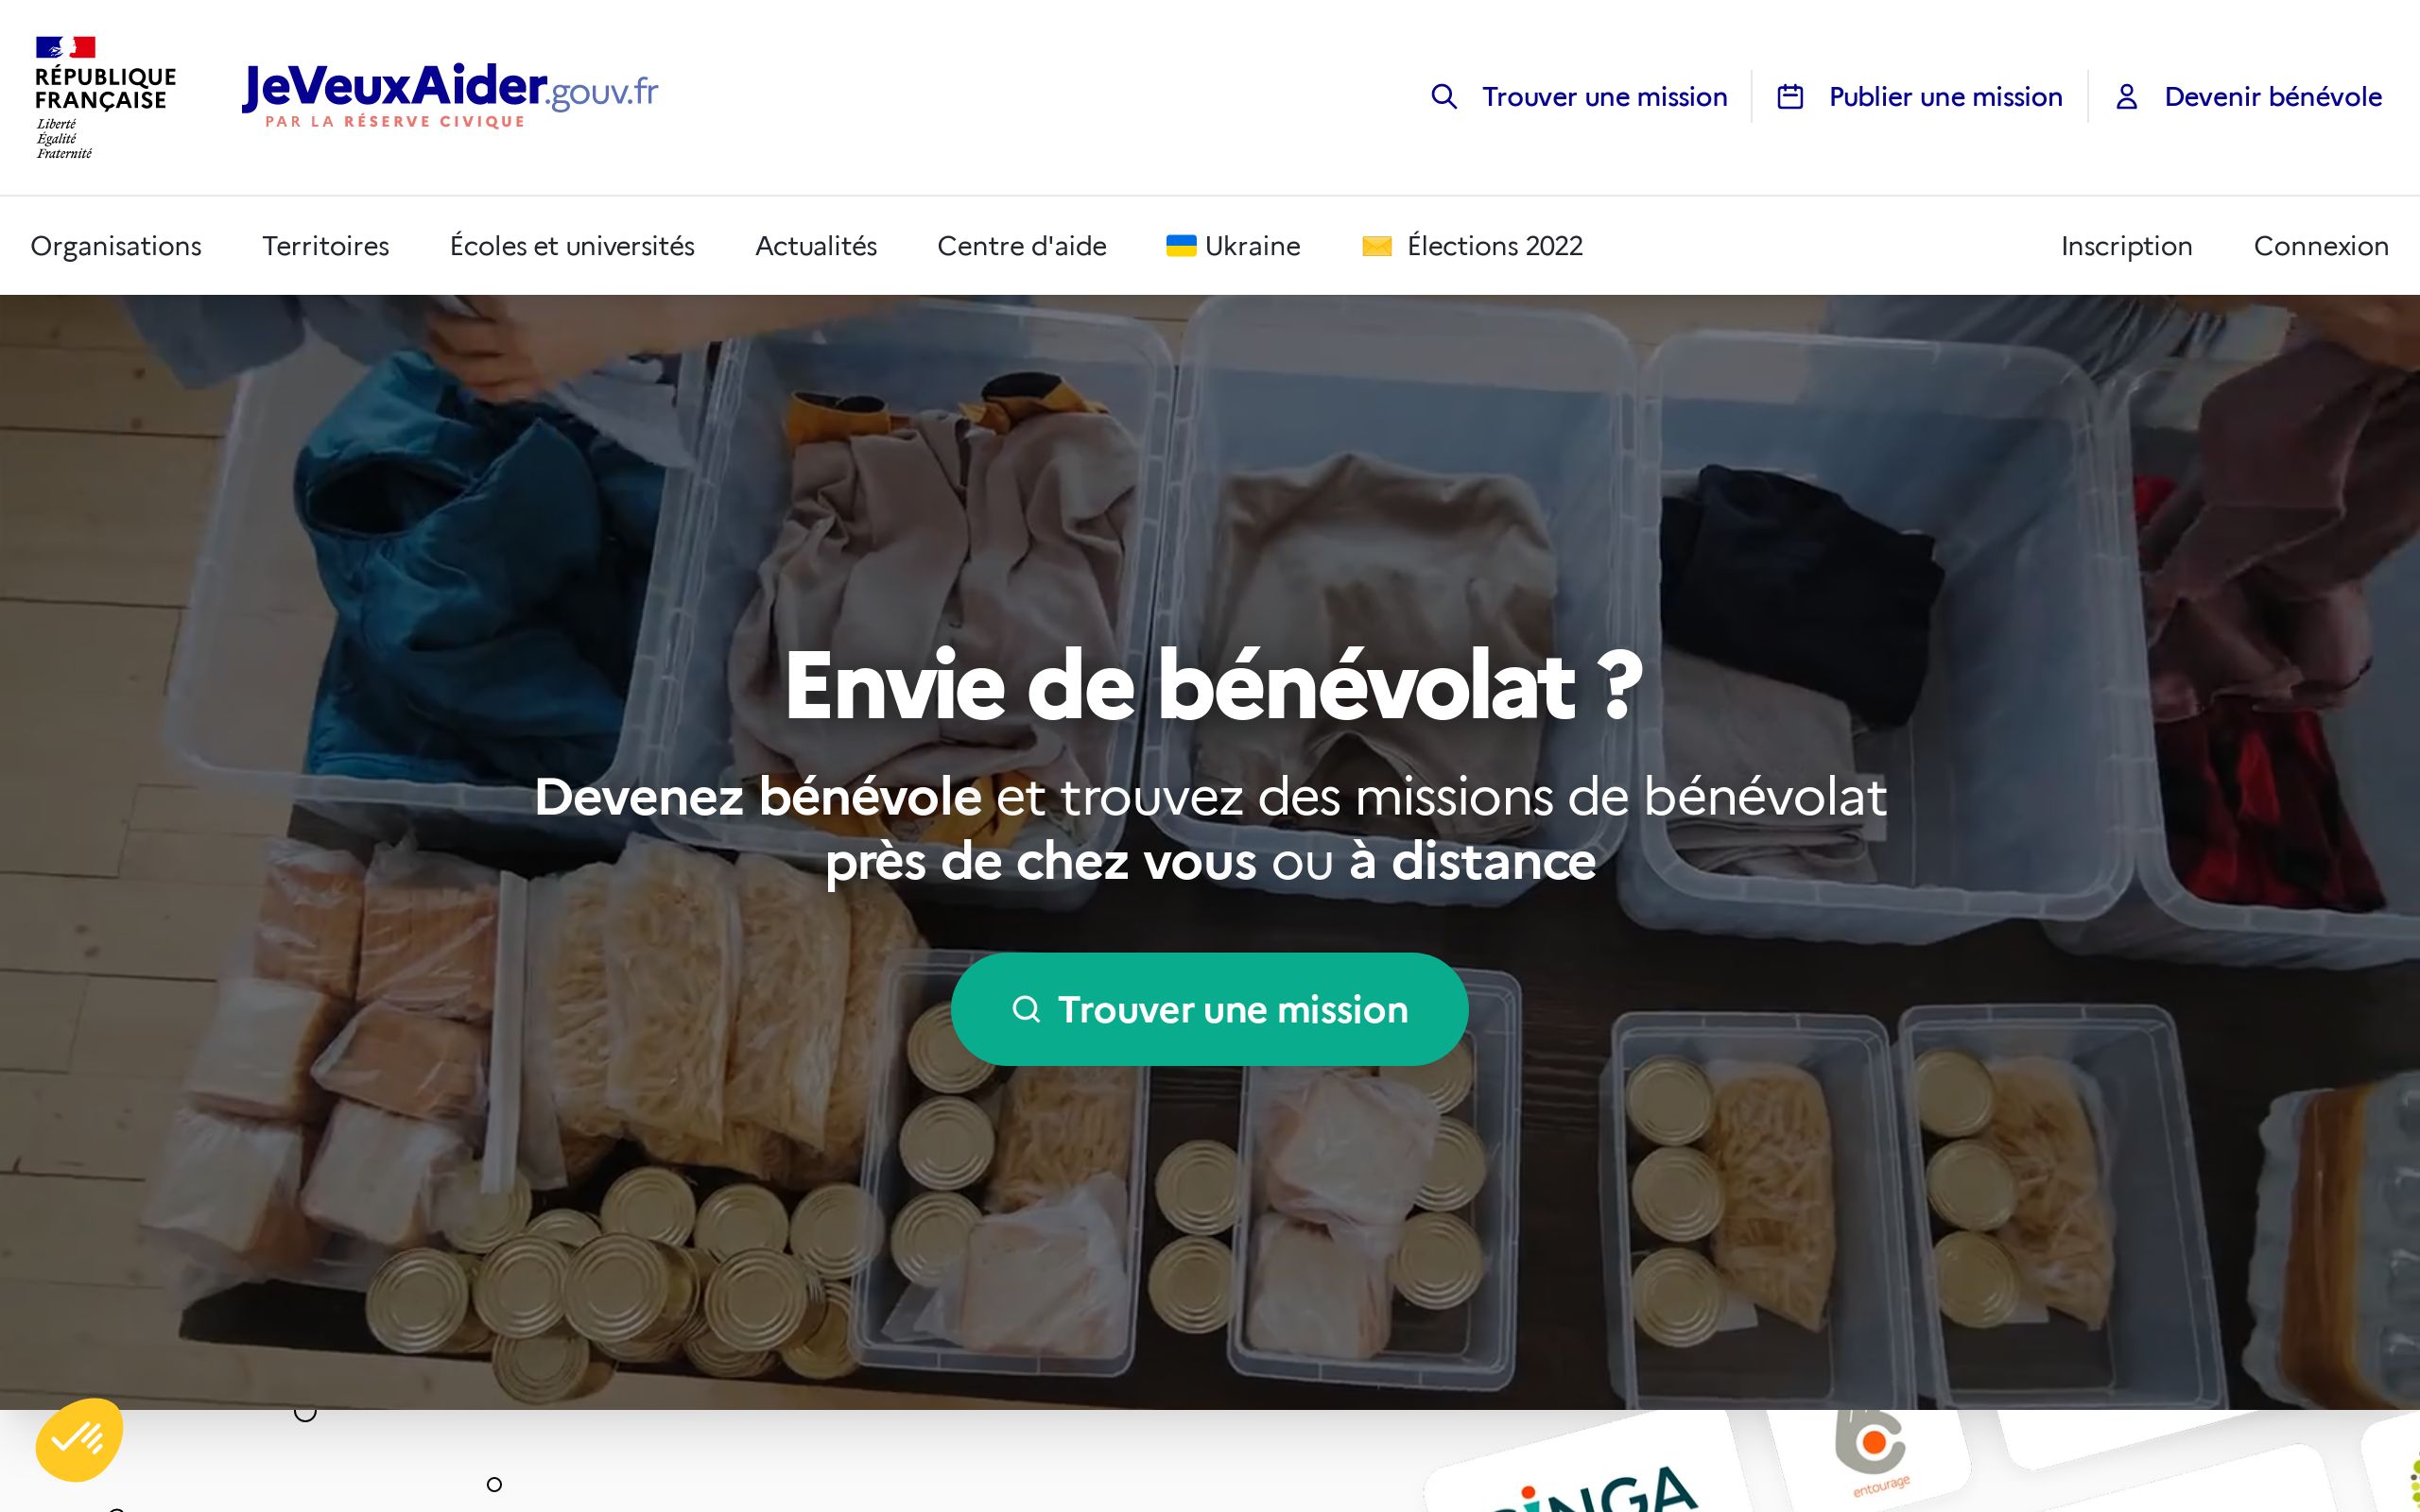 RÉPUBLIQUE
FRANÇAISE
Liberté
Égalité
Fraternité
JeVeuxAider.gouv.fr
PAR LA RÉSERVE CIVIQUE
Trouver une mission
Publier une mission
Devenir bénévole
Organisations
Territoires
Écoles et universités
Actualités
Centre d'aide
Ukraine
Élections 2022
Inscription
Connexion
Envie de bénévolat ?
Devenez bénévole et trouvez des missions de bénévolat
près de chez vous ou à distance
Trouver une mission
entourage